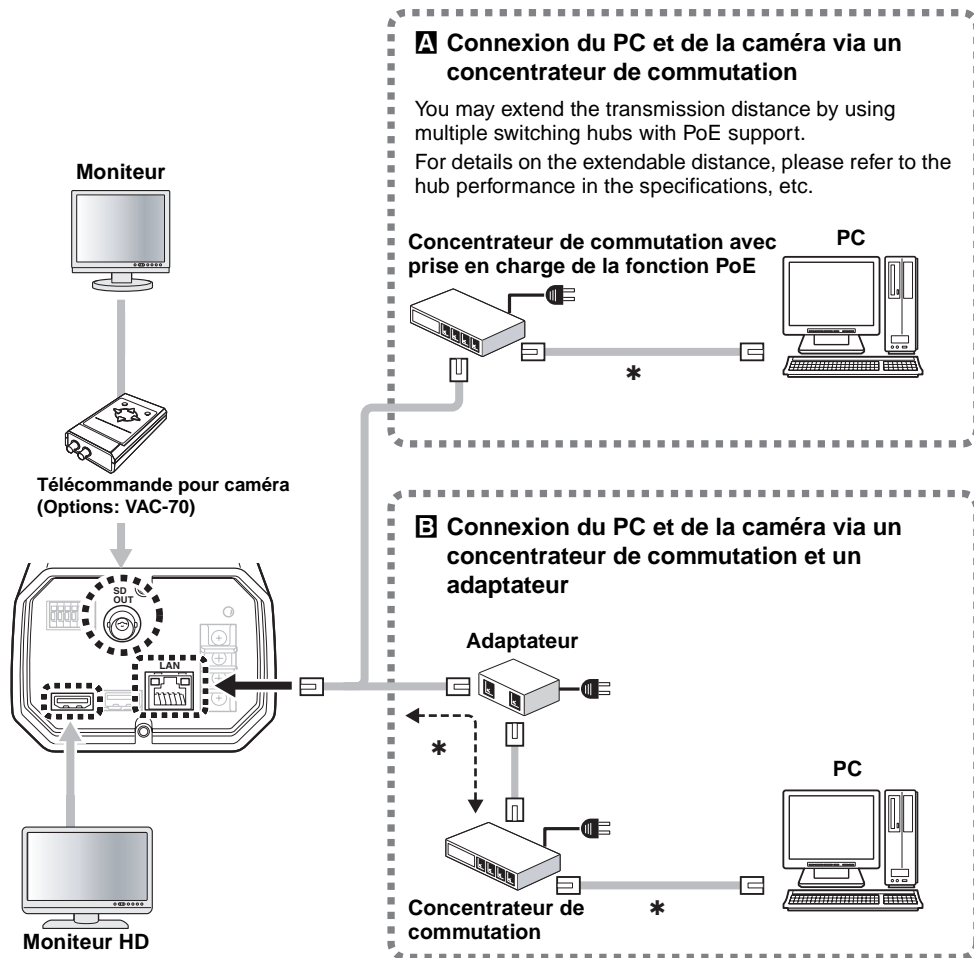 A Connexion du PC et de la caméra via un
concentrateur de commutation
You may extend the transmission distance by using
multiple switching hubs with PoE support.
For details on the extendable distance, please refer to the
hub performance in the specifications, etc.
Moniteur
Concentrateur de commutation avec
prise en charge de la fonction PoE
PC
*
Télécommande pour caméra
(Options: VAC-70)
B Connexion du PC et de la caméra via un
concentrateur de commutation et un
adaptateur
SD
OUT
LAN
Adaptateur
*
PC
Concentrateur de
commutation
*
Moniteur HD